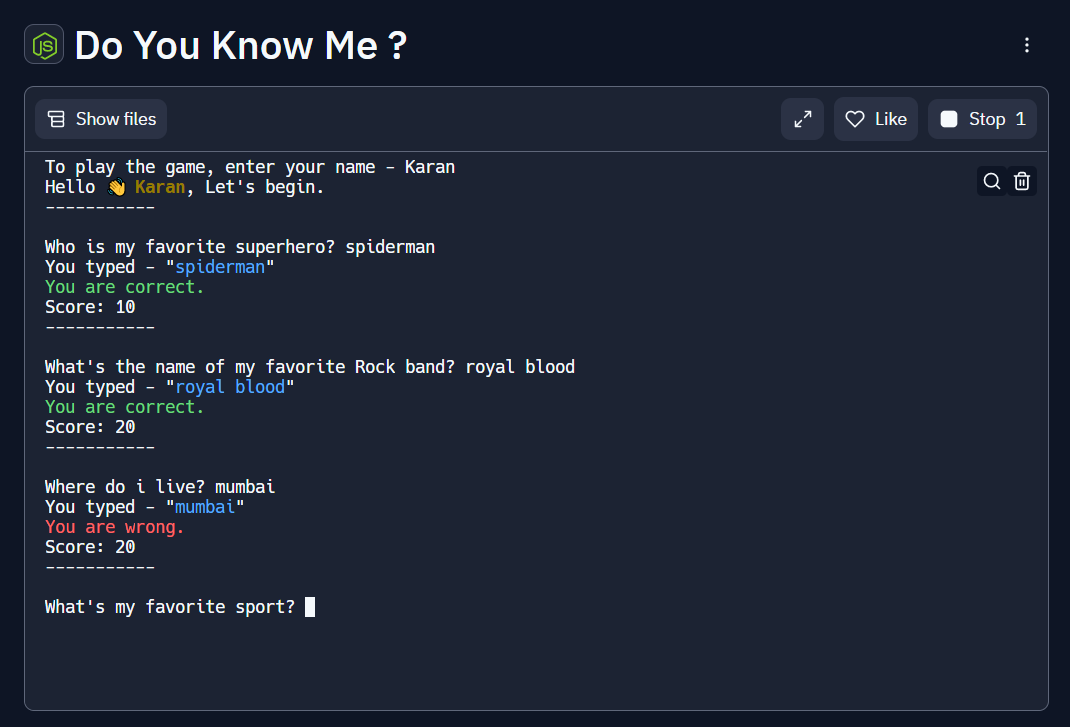 JS Do You Know Me ?
Show files
Like
Stop 1
To play the game, enter your name - Karan
Hello 👋 Karan, Let's begin.
-----------
Who is my favorite superhero? spiderman
You typed - "spiderman"
You are correct.
Score: 10
-----------
What's the name of my favorite Rock band? royal blood
You typed - "royal blood"
You are correct.
Score: 20
-----------
Where do i live? mumbai
You typed - "mumbai"
You are wrong.
Score: 20
-----------
What's my favorite sport?